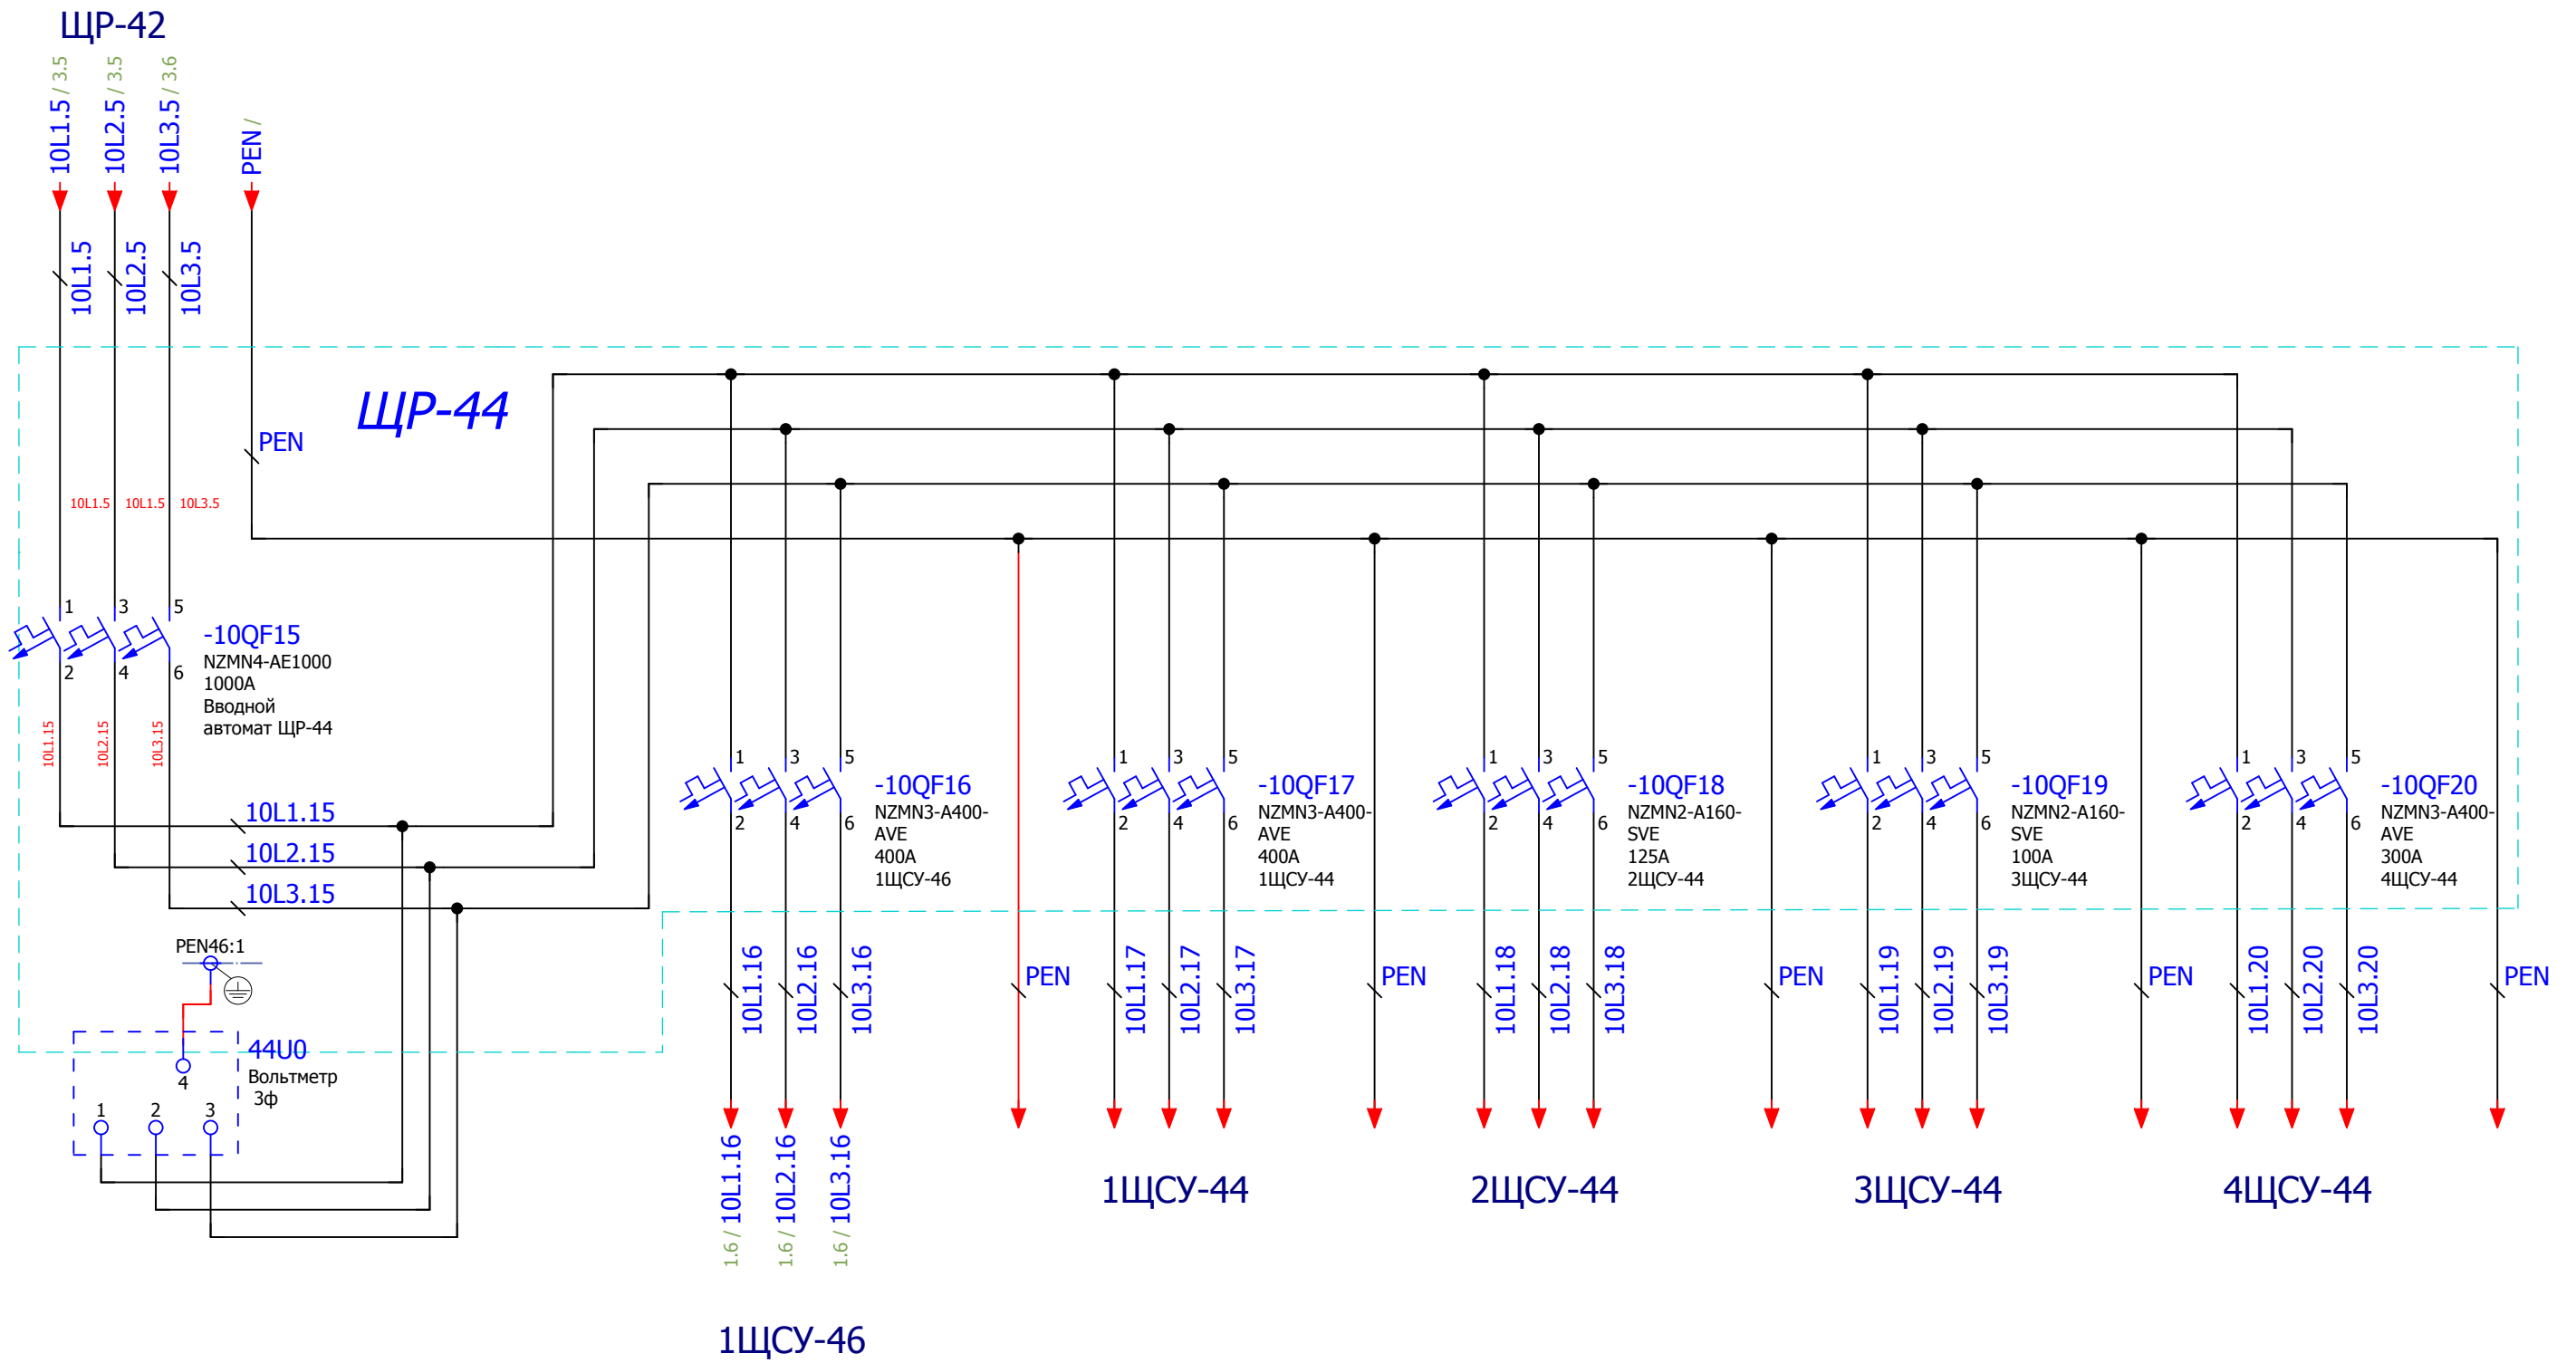 ЩР-42
10L1.5 / 3.5
10L2.5 / 3.5
10L3.5 / 3.6
PEN /
10L1.5
10L2.5
10L3.5
ЩР-44
PEN
10L1.5
10L1.5
10L3.5
1
3
5
2
4
6
-10QF15
NZMN4-AE1000
1000A
Вводной
автомат ЩР-44
10L1.15
10L2.15
10L3.15
10L1.15
10L2.15
10L3.15
1
3
5
2
4
6
-10QF16
NZMN3-A400-
AVE
400A
1ЩСУ-46
1
3
5
2
4
6
-10QF17
NZMN3-A400-
AVE
400A
1ЩСУ-44
1
3
5
2
4
6
-10QF18
NZMN2-A160-
SVE
125A
2ЩСУ-44
1
3
5
2
4
6
-10QF19
NZMN2-A160-
SVE
100A
3ЩСУ-44
1
3
5
2
4
6
-10QF20
NZMN3-A400-
AVE
300A
4ЩСУ-44
PEN46:1
44U0
Вольтметр
3ф
4
1
2
3
10L1.16
10L2.16
10L3.16
PEN
10L1.17
10L2.17
10L3.17
PEN
10L1.18
10L2.18
10L3.18
PEN
10L1.19
10L2.19
10L3.19
PEN
10L1.20
10L2.20
10L3.20
PEN
1.6 / 10L1.16
1.6 / 10L2.16
1.6 / 10L3.16
1ЩСУ-44
2ЩСУ-44
3ЩСУ-44
4ЩСУ-44
1ЩСУ-46